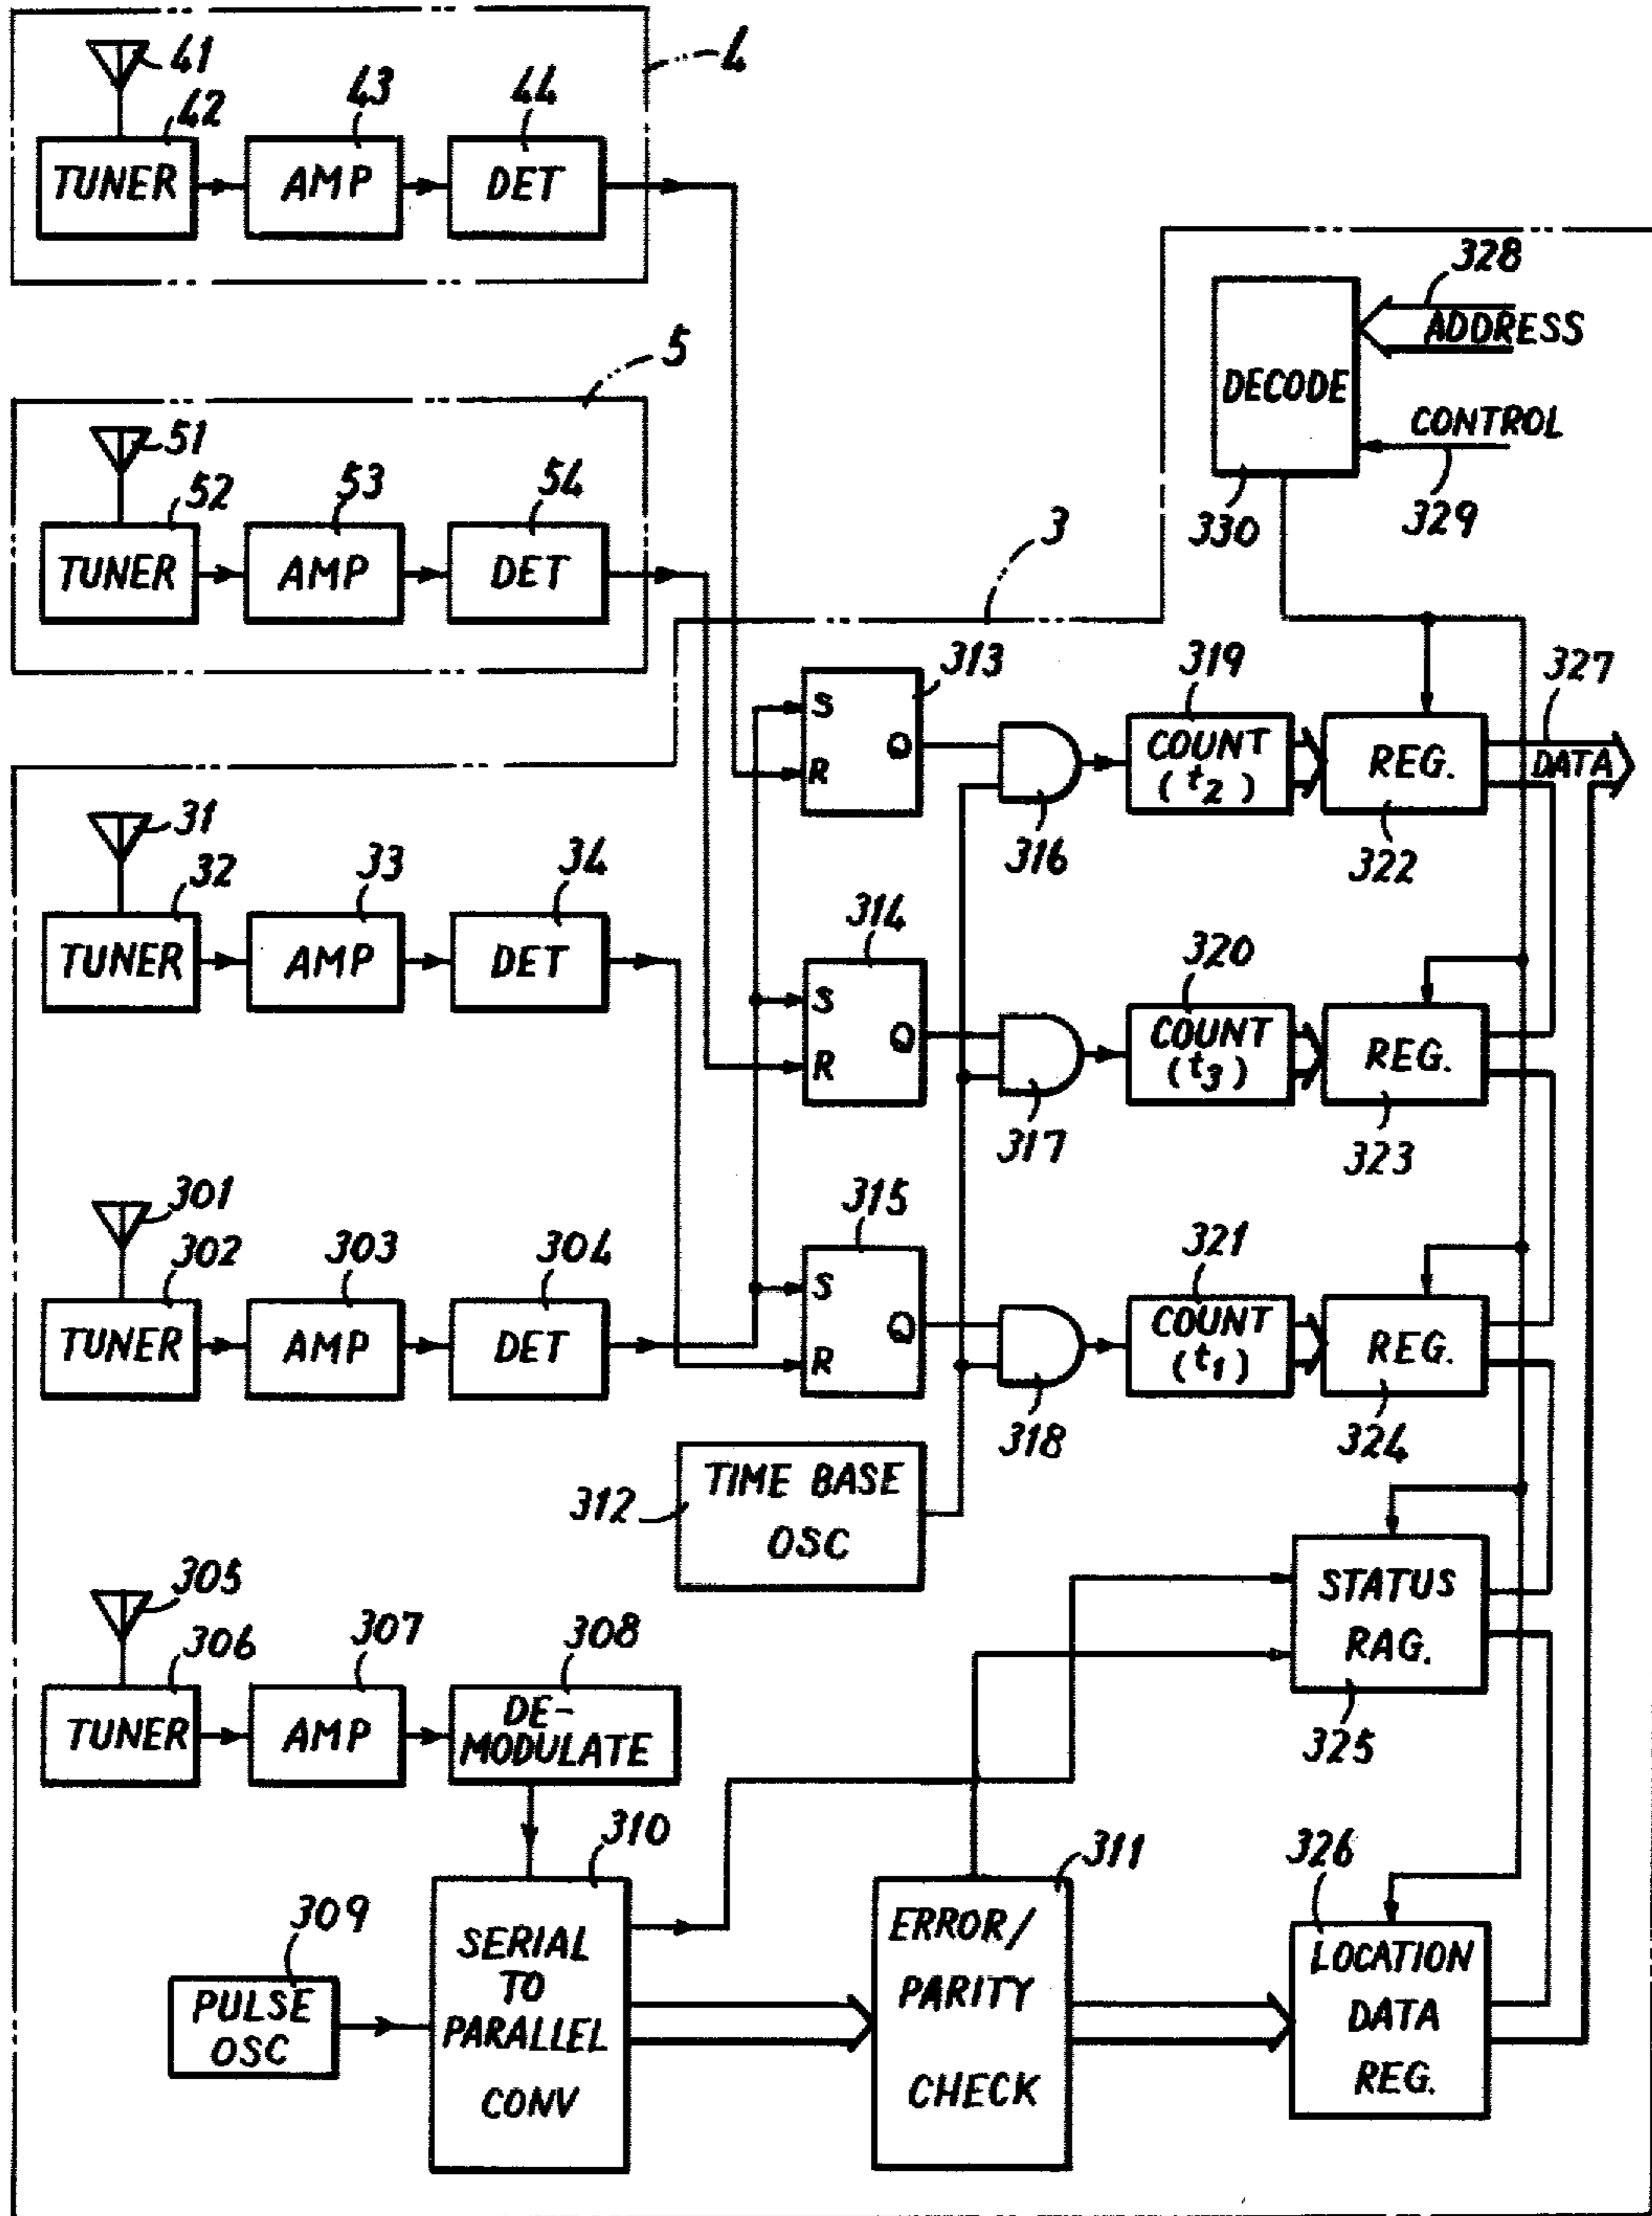 4
41
42
43
44
TUNER
AMP
DET
5
51
52
53
54
TUNER
AMP
DET
328
ADDRESS
DECODE
CONTROL
330
329
3
313
S
Q
R
319
COUNT
(t2)
316
327
REG.
DATA
322
31
32
33
34
TUNER
AMP
DET
314
S
Q
R
320
COUNT
(t3)
317
REG.
323
301
302
303
304
TUNER
AMP
DET
315
S
Q
R
321
COUNT
(t1)
318
REG.
324
312
TIME BASE
OSC
305
306
307
308
TUNER
AMP
DE-
MODULATE
STATUS
RAG.
325
310
309
PULSE
OSC
SERIAL
TO
PARALLEL
CONV
311
ERROR/
PARITY
CHECK
326
LOCATION
DATA
REG.